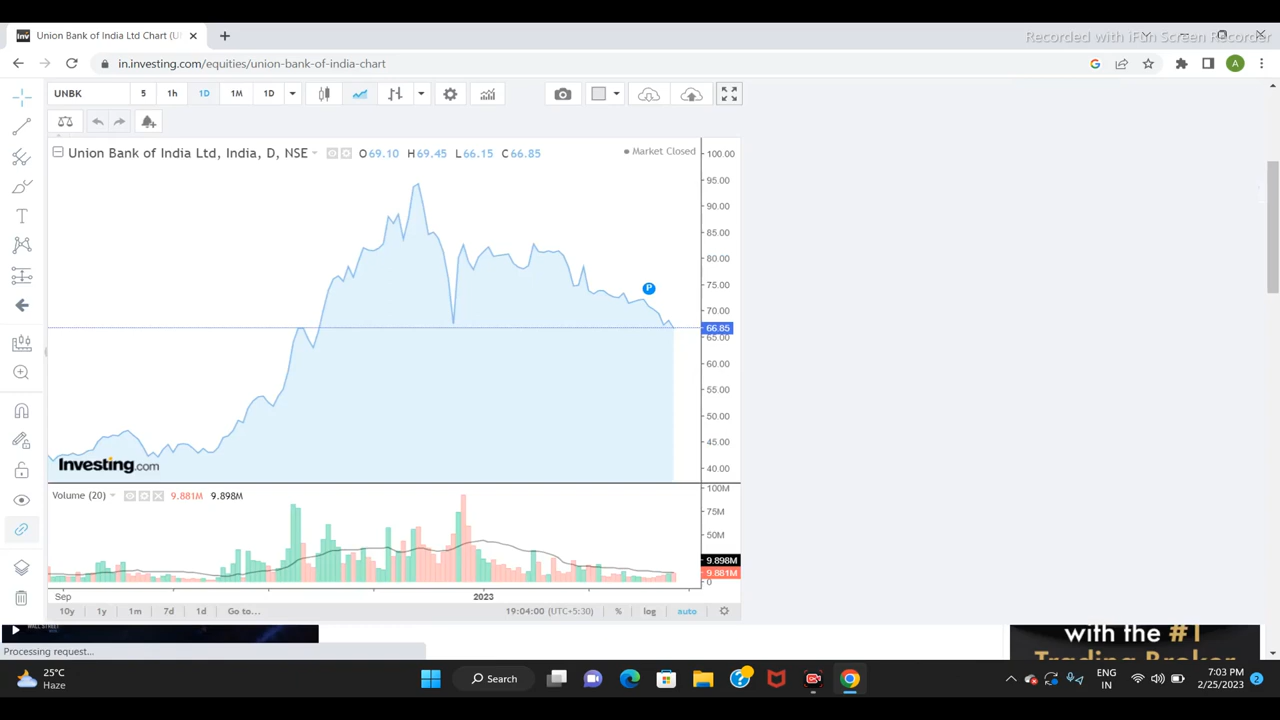 Union Bank of India Ltd Chart (U
Recorded with iFun Screen Recorder
in.investing.com/equities/union-bank-of-india-chart
A
UNBK 5 1h 1D 1M 1D
Union Bank of India Ltd, India, D, NSE O69.10 H69.45 L66.15 C66.85
Market Closed
100.00
95.00
90.00
85.00
80.00
75.00
70.00
66.85
65.00
60.00
55.00
50.00
45.00
40.00
P
Investing.com
Volume (20) 9.881M 9.898M
100M
75M
50M
9.898M
9.881M
0
Sep 2023
10y 1y 1m 7d 1d Go to... 19:04:00 (UTC+5:30) % log auto
WALL STREET
with the #1
Trading Broker
Processing request...
25°C
Haze
Search
ENG
IN
7:03 PM
2/25/2023
2